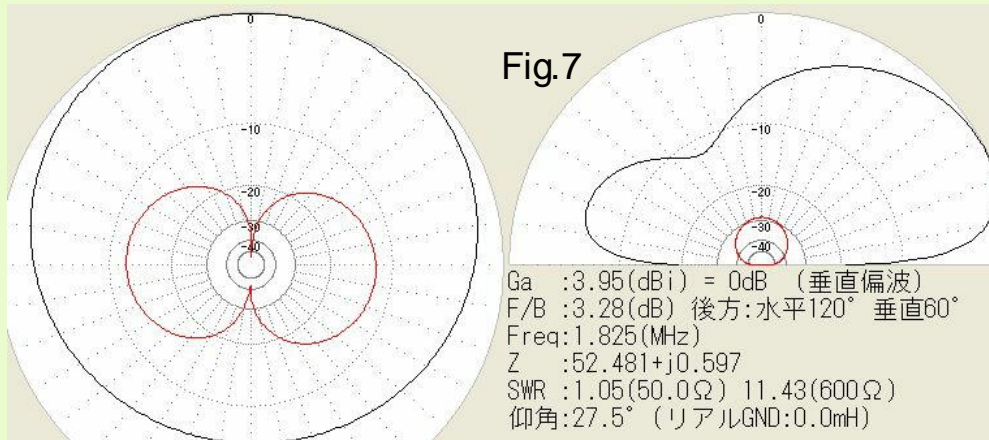 0
-10
-20
-30
-40
Fig.7
0
-10
-20
-30
-40
Ga :3.95(dBi) = 0dB (垂直偏波)
F/B :3.28(dB) 後方:水平120° 垂直60°
Freq:1.825(MHz)
Z :52.481+j0.597
SWR :1.05(50.0Ω) 11.43(600Ω)
仰角:27.5° (リアルGND:0.0mH)